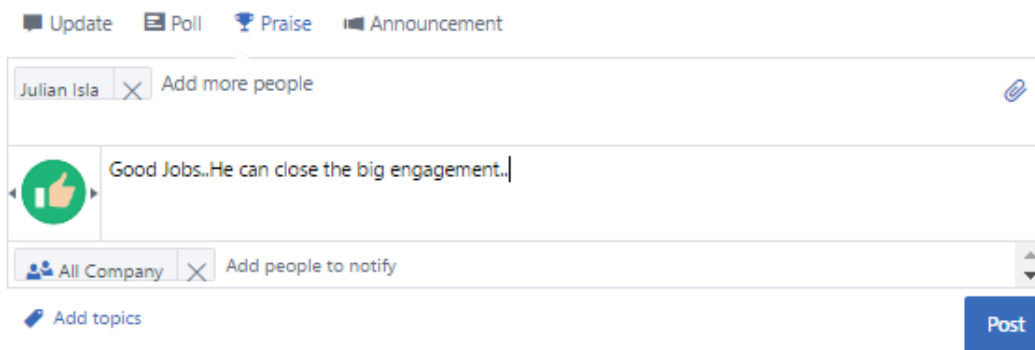 Update Poll Praise Announcement
Julian Isla Add more people
Good Jobs..He can close the big engagement..
All Company Add people to notify
Add topics
Post